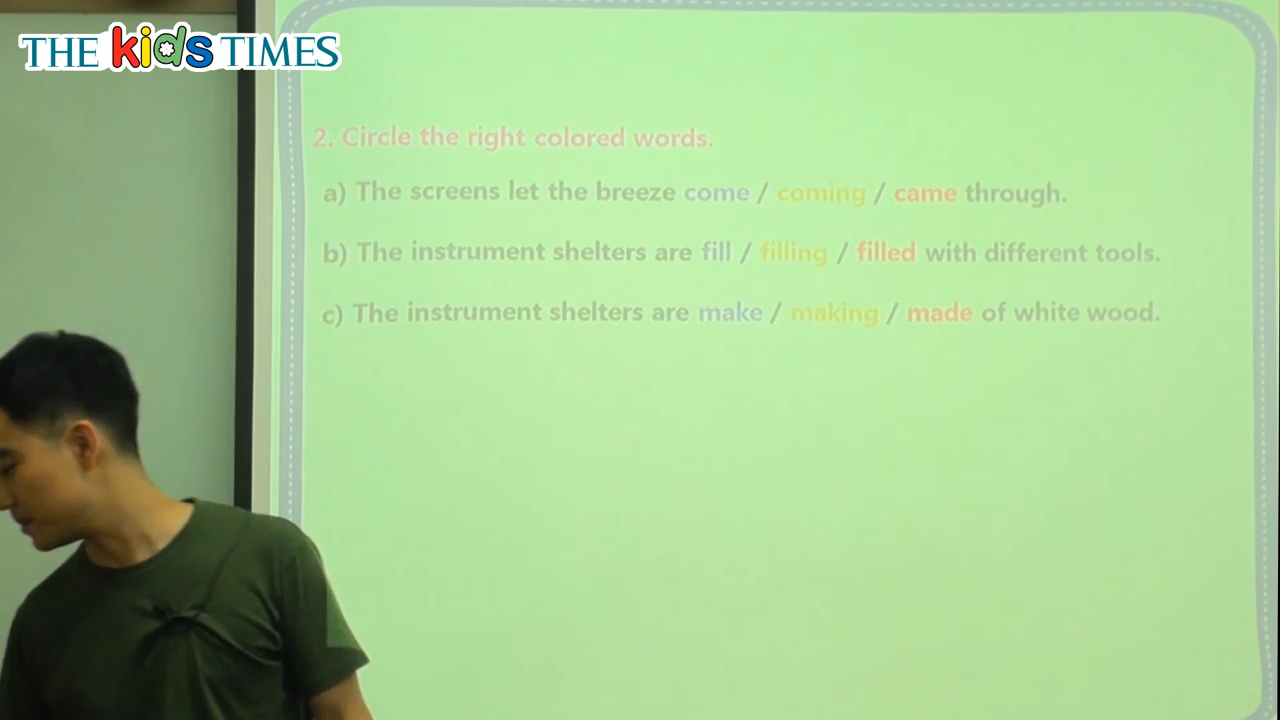 THE kids TIMES
2. Circle the right colored words.
a) The screens let the breeze come / coming / came through.
b) The instrument shelters are fill / filling / filled with different tools.
c) The instrument shelters are make / making / made of white wood.